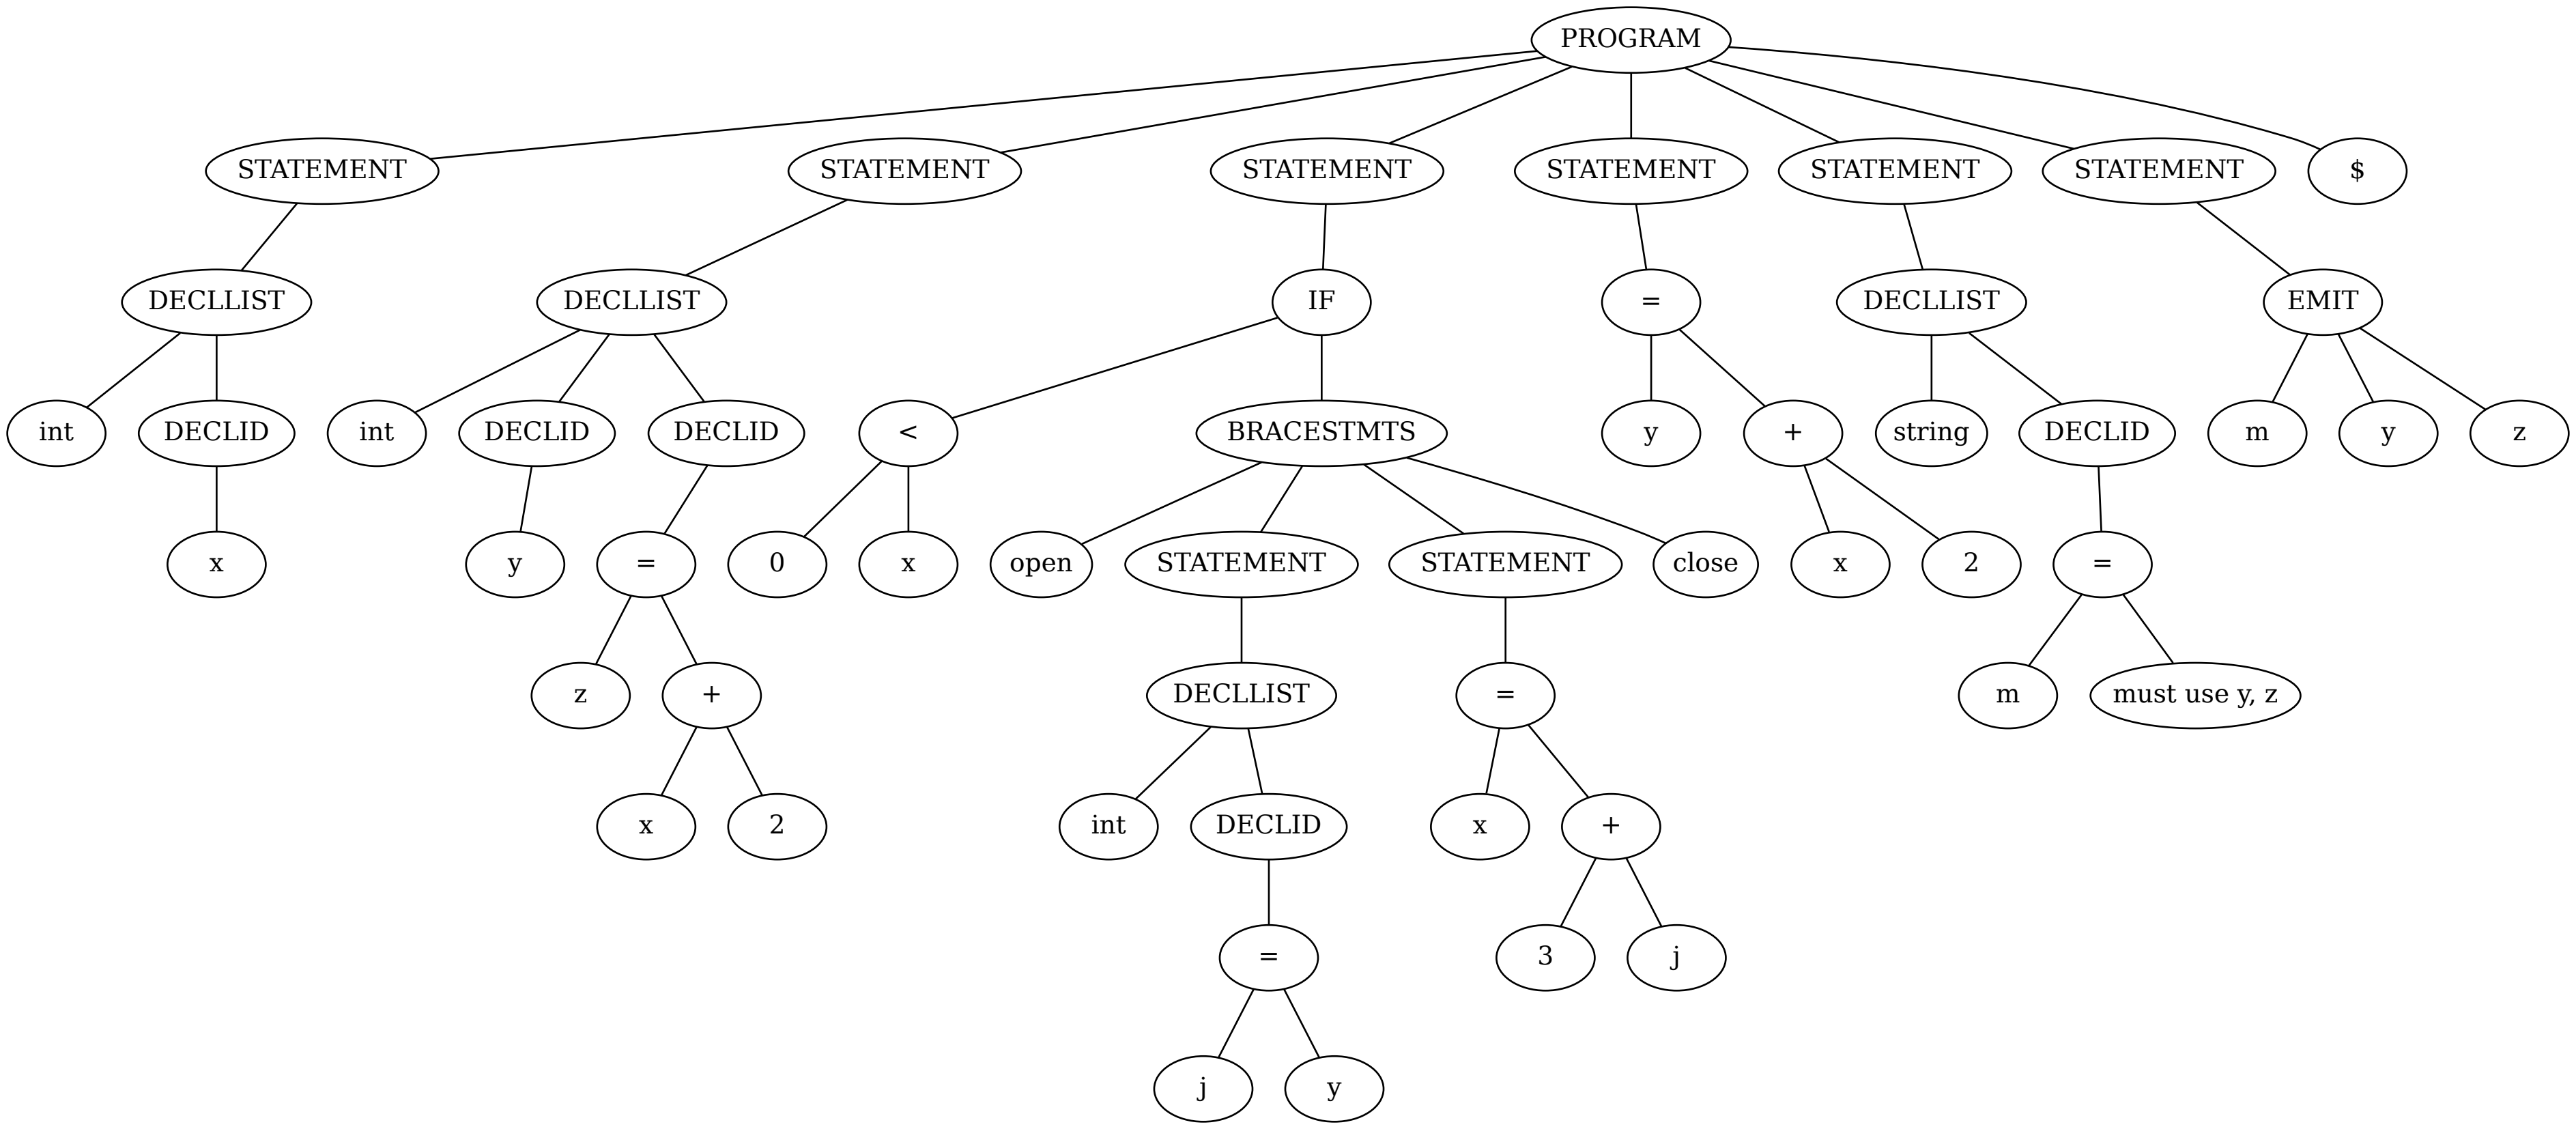 PROGRAM
STATEMENT STATEMENT STATEMENT STATEMENT STATEMENT STATEMENT $
DECLLIST DECLLIST IF = DECLLIST EMIT
int DECLID int DECLID DECLID < BRACESTMTS y + string DECLID m y z
x y = 0 x open STATEMENT STATEMENT close x 2 =
z + DECLLIST = m must use y, z
x 2 int DECLID x +
= 3 j
j y